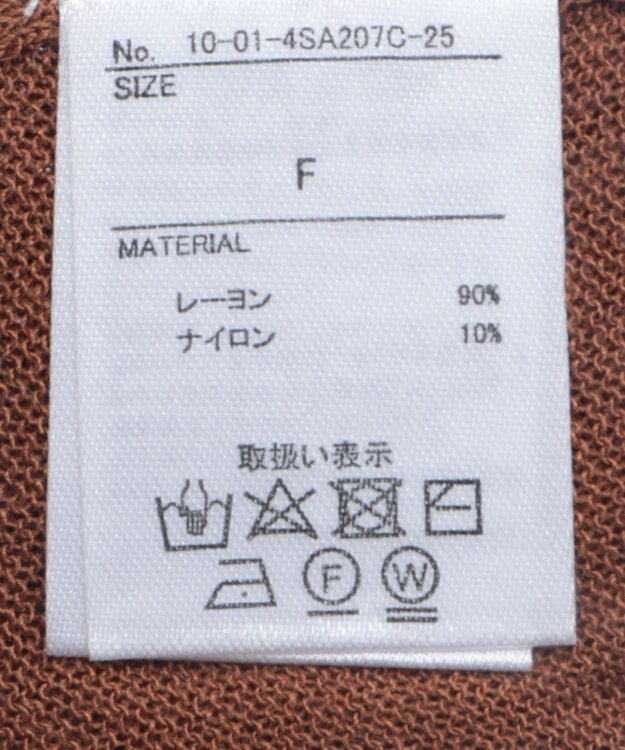 No. 10-01-4SA207C-25
SIZE
F
MATERIAL
レーヨン 90%
ナイロン 10%
取扱い表示
F W